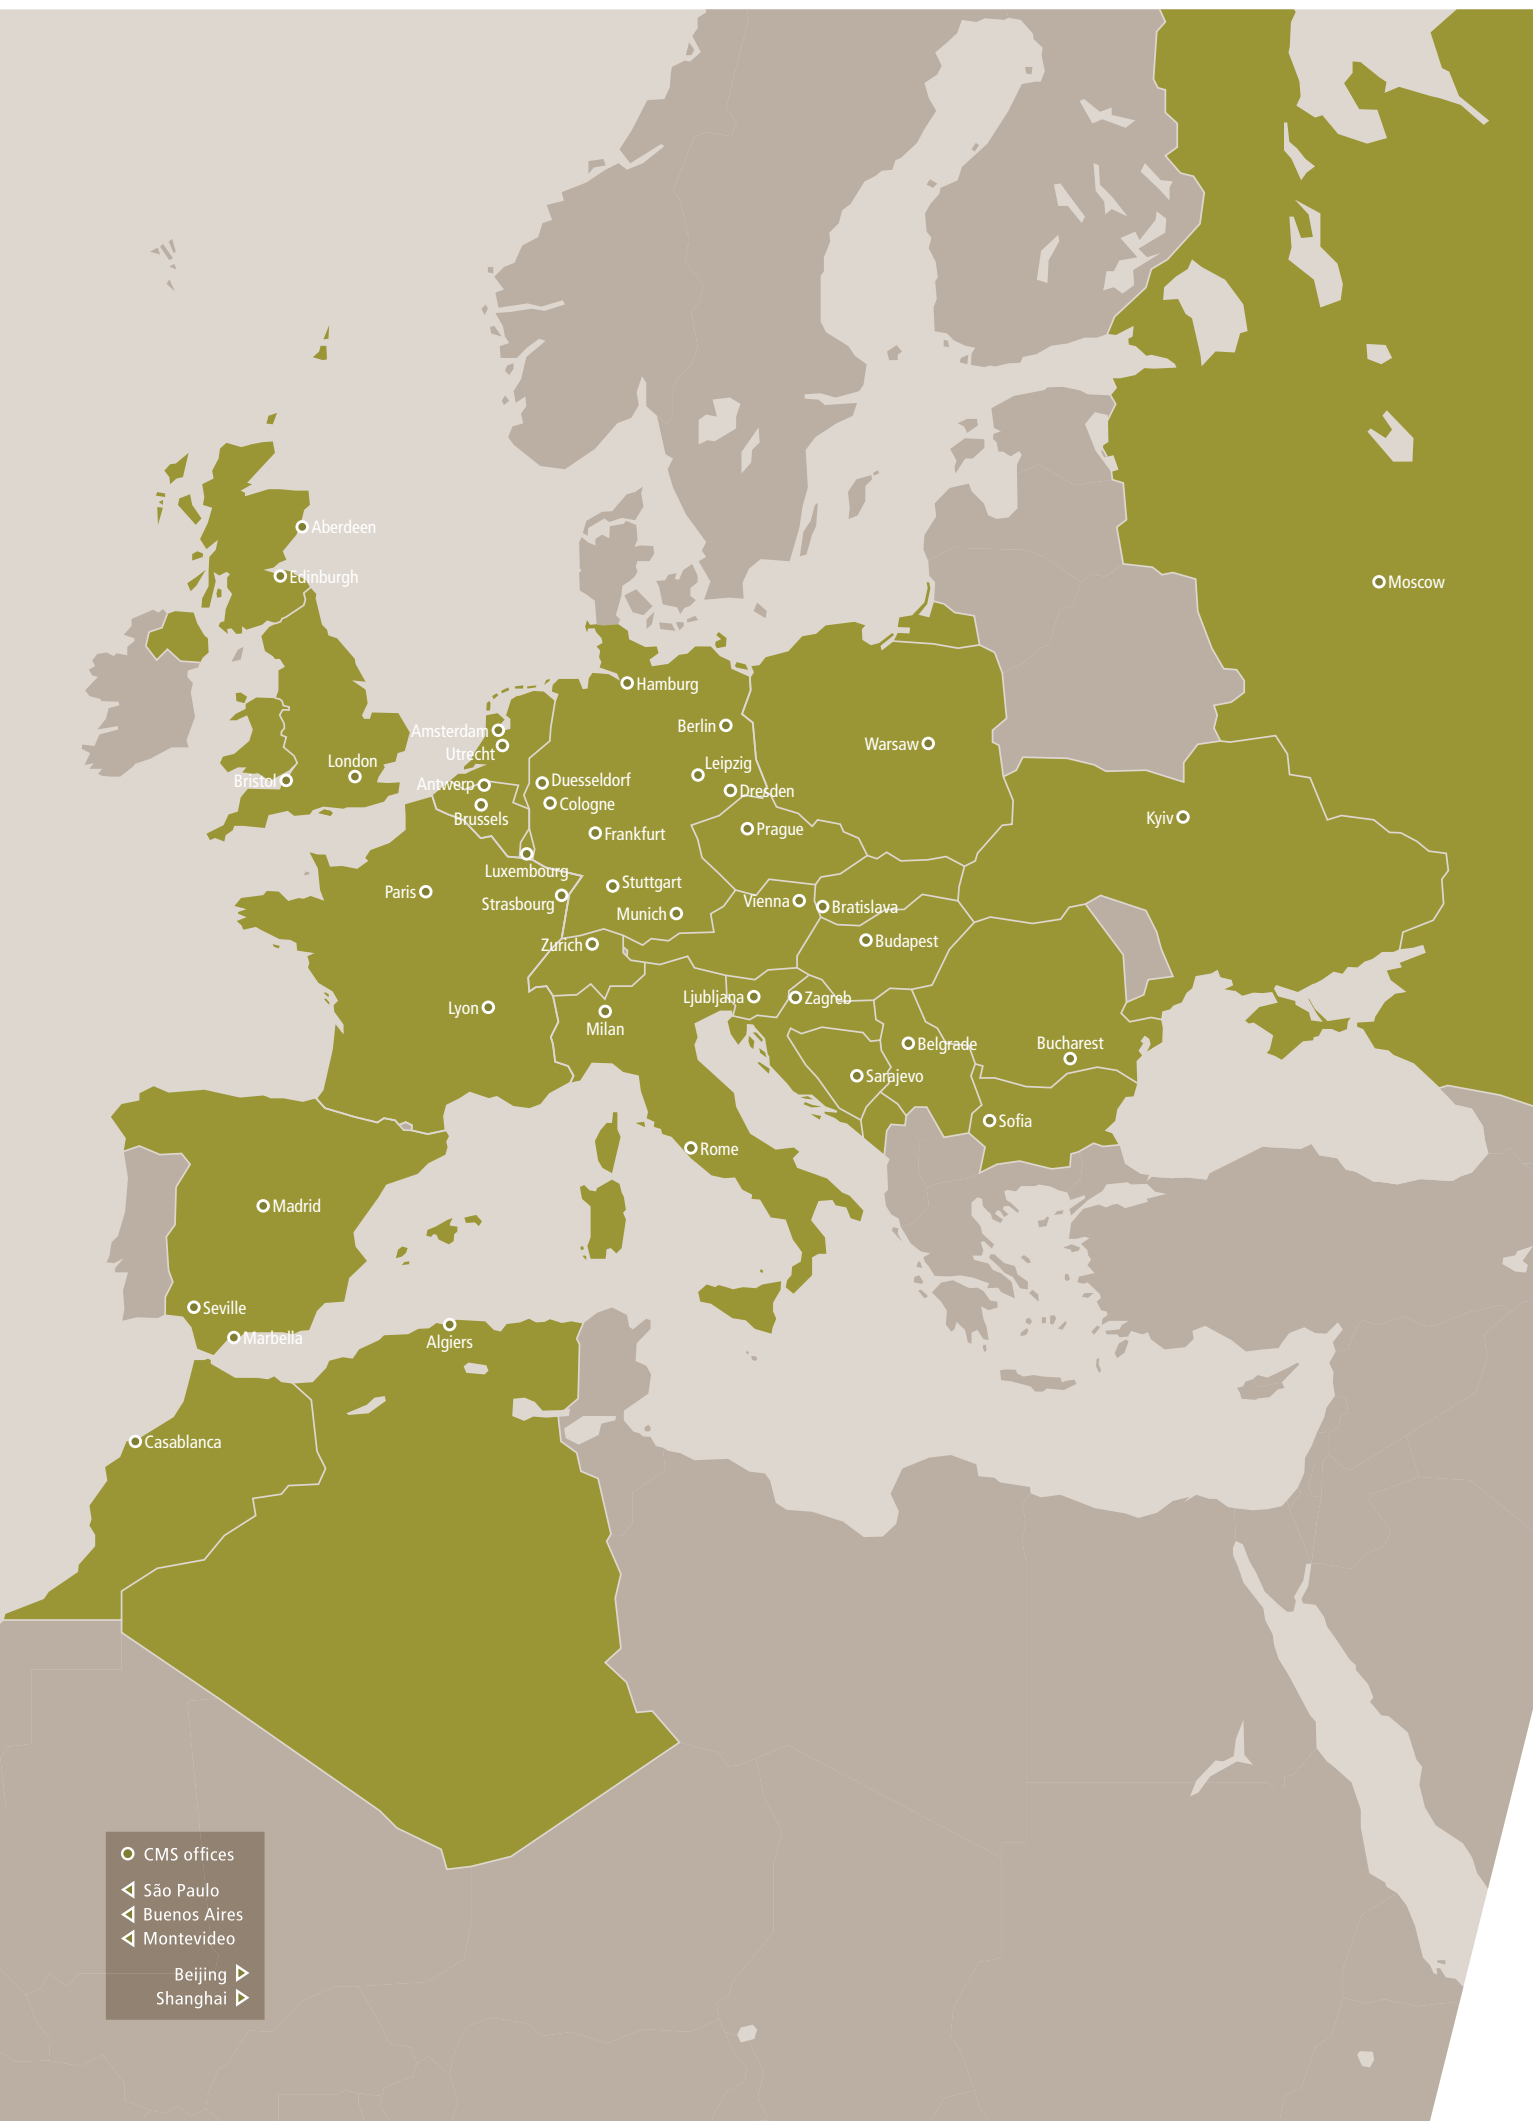 Aberdeen
Edinburgh
Moscow
Hamburg
Berlin
Amsterdam
Utrecht
Warsaw
London
Leipzig
Bristol
Antwerp
Duesseldorf
Dresden
Cologne
Brussels
Kyiv
Frankfurt
Prague
Luxembourg
Stuttgart
Paris
Strasbourg
Vienna
Bratislava
Munich
Zurich
Budapest
Ljubljana
Zagreb
Lyon
Milan
Belgrade
Bucharest
Sarajevo
Sofia
Rome
Madrid
Seville
Marbella
Algiers
Casablanca
CMS offices
São Paulo
Buenos Aires
Montevideo
Beijing
Shanghai